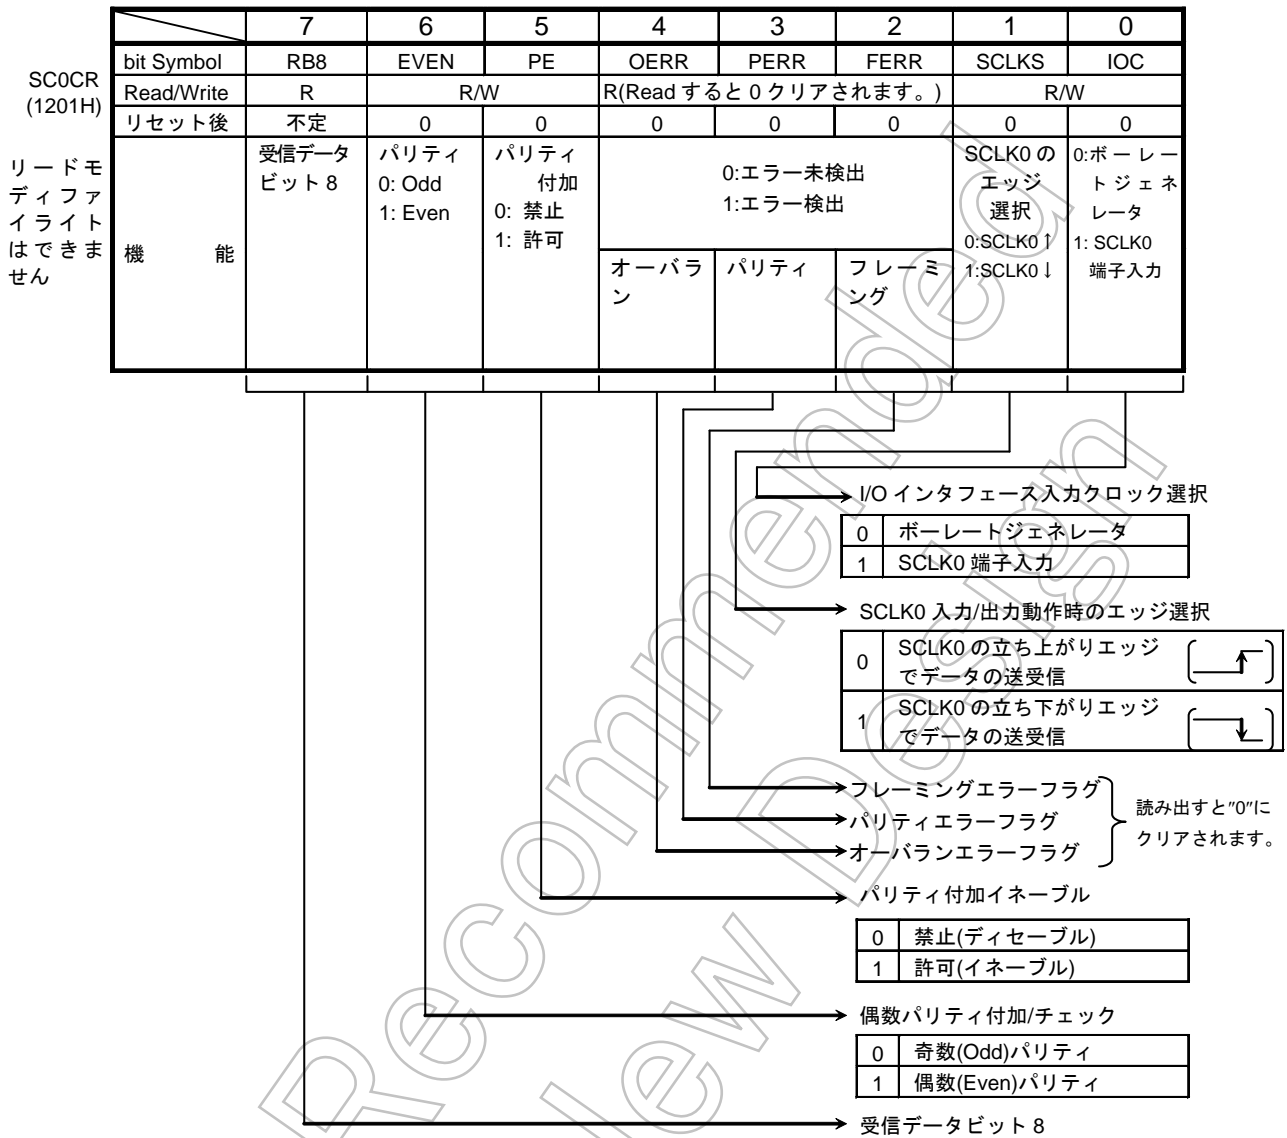 7 6 5 4 3 2 1 0
SC0CR
(1201H)
bit Symbol RB8 EVEN PE OERR PERR FERR SCLKS IOC
Read/Write R R/W R(Read すると 0 クリアされます。) R/W
リセット後 不定 0 0 0 0 0 0 0
リードモ
ディファ
イライト
はできま
せん
機 能
受信データ
ビット 8
パリティ
0: Odd
1: Even
パリティ
付加
0: 禁止
1: 許可
0:エラー未検出
1:エラー検出
オーバラ
ン
パリティ
フレーミ
ング
SCLK0 の
エッジ
選択
0:SCLK0↑
1:SCLK0↓
0:ボーレー
トジェネ
レータ
1: SCLK0
端子入力
I/O インタフェース入力クロック選択
0 ボーレートジェネレータ
1 SCLK0 端子入力
SCLK0 入力/出力動作時のエッジ選択
0 SCLK0 の立ち上がりエッジ
でデータの送受信
1 SCLK0 の立ち下がりエッジ
でデータの送受信
フレーミングエラーフラグ
パリティエラーフラグ
オーバランエラーフラグ
読み出すと"0"に
クリアされます。
パリティ付加イネーブル
0 禁止(ディセーブル)
1 許可(イネーブル)
偶数パリティ付加/チェック
0 奇数(Odd)パリティ
1 偶数(Even)パリティ
受信データビット 8
Recommended
New Design